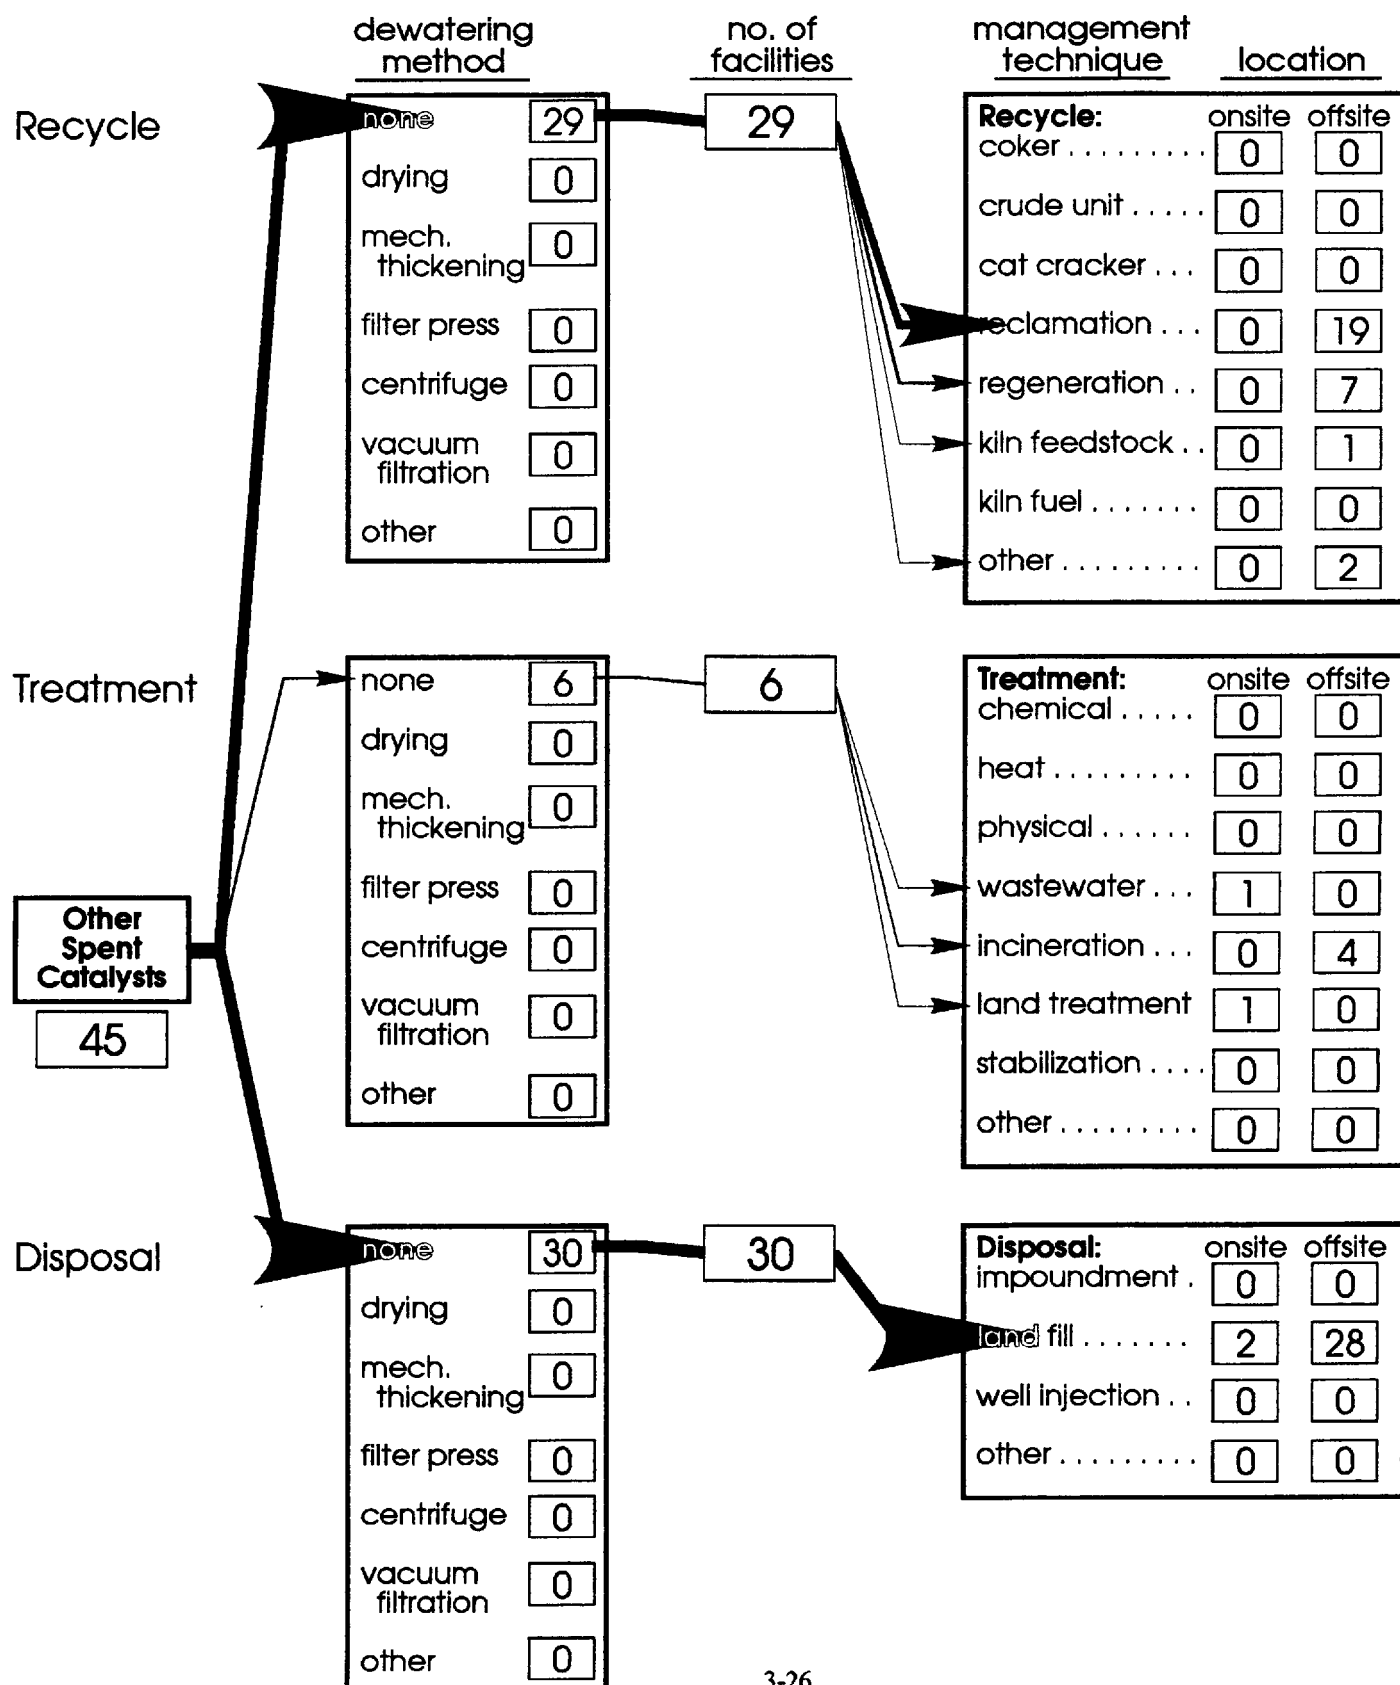 dewatering method
no. of facilities
management technique
location
Recycle
none 29
drying 0
mech. thickening 0
filter press 0
centrifuge 0
vacuum filtration 0
other 0
29
Recycle: onsite offsite
coker . . . . . . . . . 0 0
crude unit . . . . . 0 0
cat cracker . . . 0 0
reclamation . . . 0 19
regeneration . . 0 7
kiln feedstock . . 0 1
kiln fuel . . . . . . . 0 0
other . . . . . . . . . 0 2
Treatment
none 6
drying 0
mech. thickening 0
filter press 0
centrifuge 0
vacuum filtration 0
other 0
6
Treatment: onsite offsite
chemical . . . . . 0 0
heat . . . . . . . . . 0 0
physical . . . . . . 0 0
wastewater . . . 1 0
incineration . . . 0 4
land treatment 1 0
stabilization . . . . 0 0
other . . . . . . . . . 0 0
Other
Spent
Catalysts
45
Disposal
none 30
drying 0
mech. thickening 0
filter press 0
centrifuge 0
vacuum filtration 0
other 0
30
Disposal: onsite offsite
impoundment . 0 0
land fill . . . . . . . 2 28
well injection . . 0 0
other . . . . . . . . . 0 0
3-26